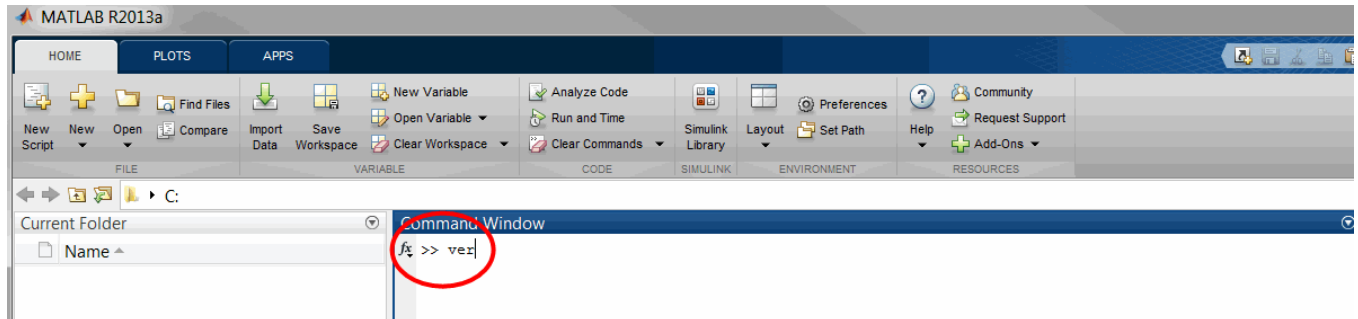 MATLAB R2013a
HOME PLOTS APPS
New Script
New
Open
Find Files
Compare
FILE
Import Data
Save Workspace
New Variable
Open Variable
Clear Workspace
VARIABLE
Analyze Code
Run and Time
Clear Commands
CODE
Simulink Library
SIMULINK
Layout
Preferences
Set Path
ENVIRONMENT
? Help
Community
Request Support
Add-Ons
RESOURCES
C:
Current Folder
Name
Command Window
fx >> ver